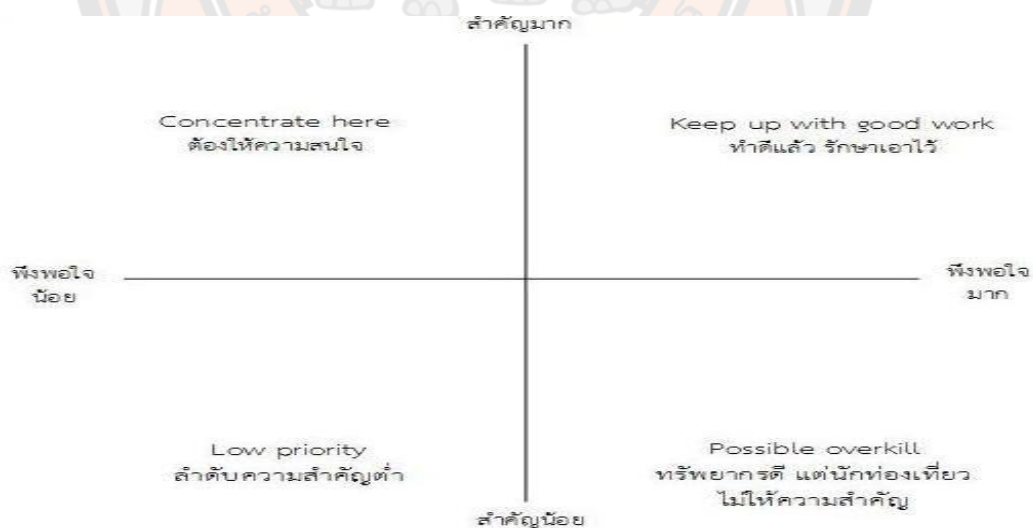 สำคัญมาก
Concentrate here
ต้องให้ความสนใจ
Keep up with good work
ทำดีแล้ว รักษาเอาไว้
พึงพอใจ
น้อย
พึงพอใจ
มาก
Low priority
ลำดับความสำคัญต่ำ
Possible overkill
ทรัพยากรดี แต่นักท่องเที่ยว
ไม่ให้ความสำคัญ
สำคัญน้อย